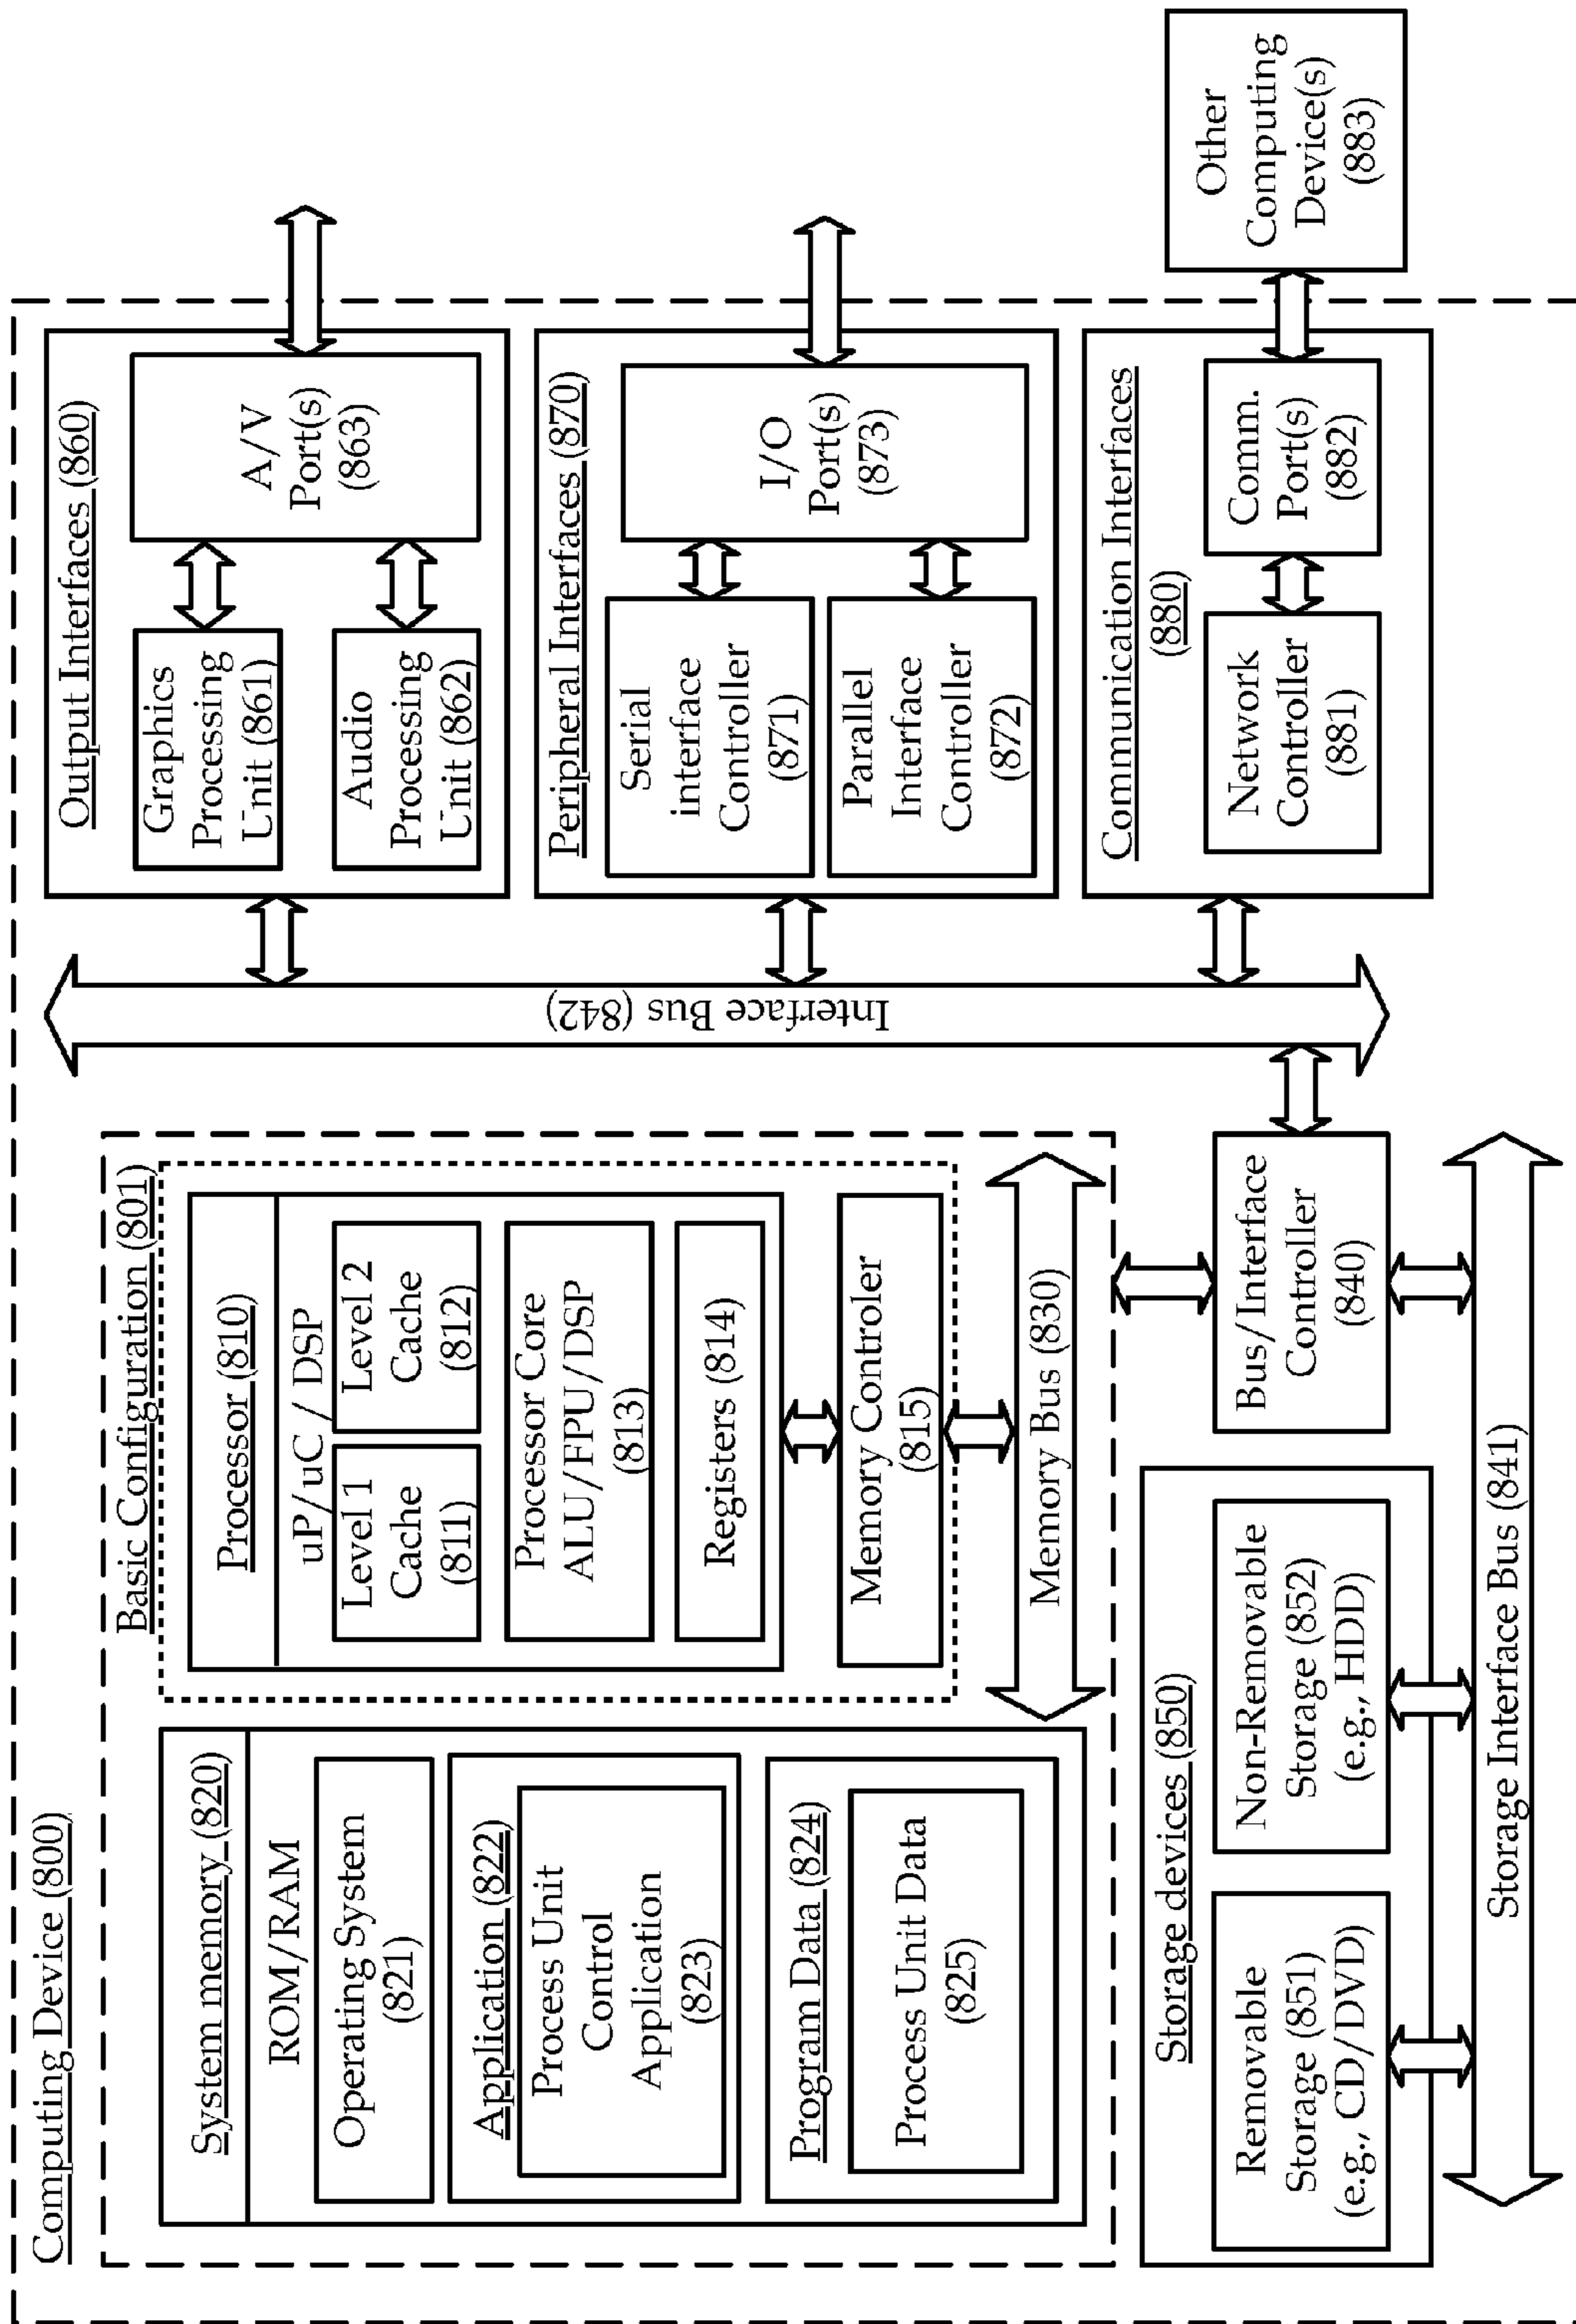 Computing Device (800)
Basic Configuration (801)
System memory (820)
ROM/RAM
Operating System
(821)
Application (822)
Process Unit
Control
Application
(823)
Program Data (824)
Process Unit Data
(825)
Processor (810)
uP/uC / DSP
Level 1
Cache
(811)
Level 2
Cache
(812)
Processor Core
ALU/FPU/DSP
(813)
Registers (814)
Memory Controler
(815)
Memory Bus (830)
Bus/Interface
Controller
(840)
Storage devices (850)
Removable
Storage (851)
(e.g., CD/DVD)
Non-Removable
Storage (852)
(e.g., HDD)
Storage Interface Bus (841)
Interface Bus (842)
Output Interfaces (860)
Graphics
Processing
Unit (861)
Audio
Processing
Unit (862)
A/V
Port(s)
(863)
Peripheral Interfaces (870)
Serial
interface
Controller
(871)
Parallel
Interface
Controller
(872)
I/O
Port(s)
(873)
Communication Interfaces
(880)
Network
Controller
(881)
Comm.
Port(s)
(882)
Other
Computing
Device(s)
(883)